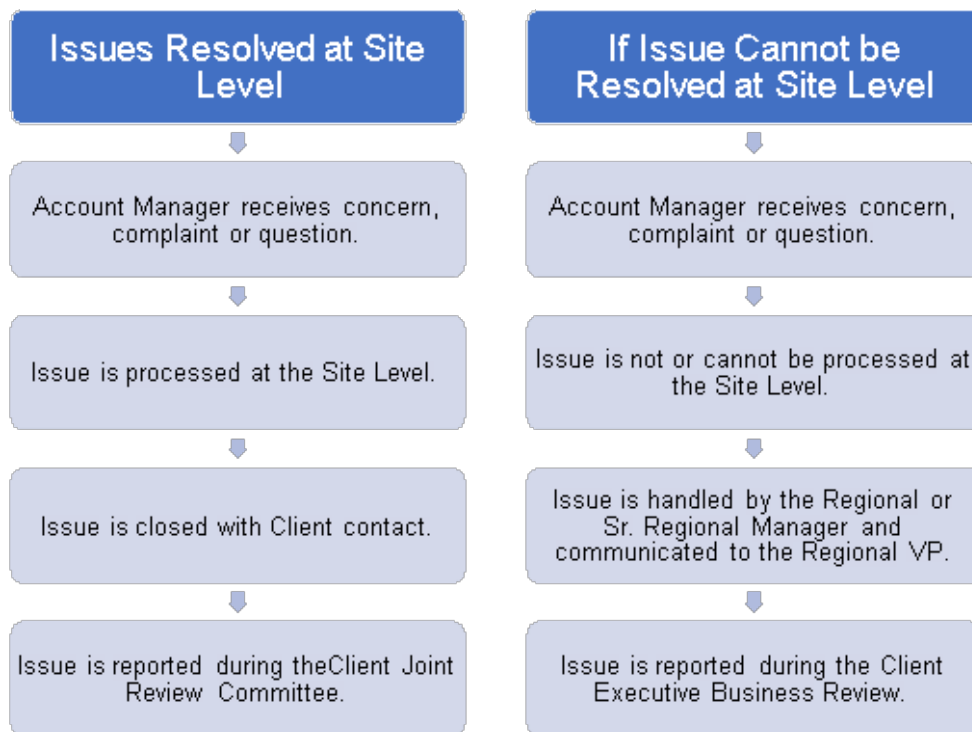 Issues Resolved at Site
Level
Account Manager receives concern,
complaint or question.
Issue is processed at the Site Level.
Issue is closed with Client contact.
Issue is reported during theClient Joint
Review Committee.
If Issue Cannot be
Resolved at Site Level
Account Manager receives concern,
complaint or question.
Issue is not or cannot be processed at
the Site Level.
Issue is handled by the Regional or
Sr. Regional Manager and
communicated to the Regional VP.
Issue is reported during the Client
Executive Business Review.